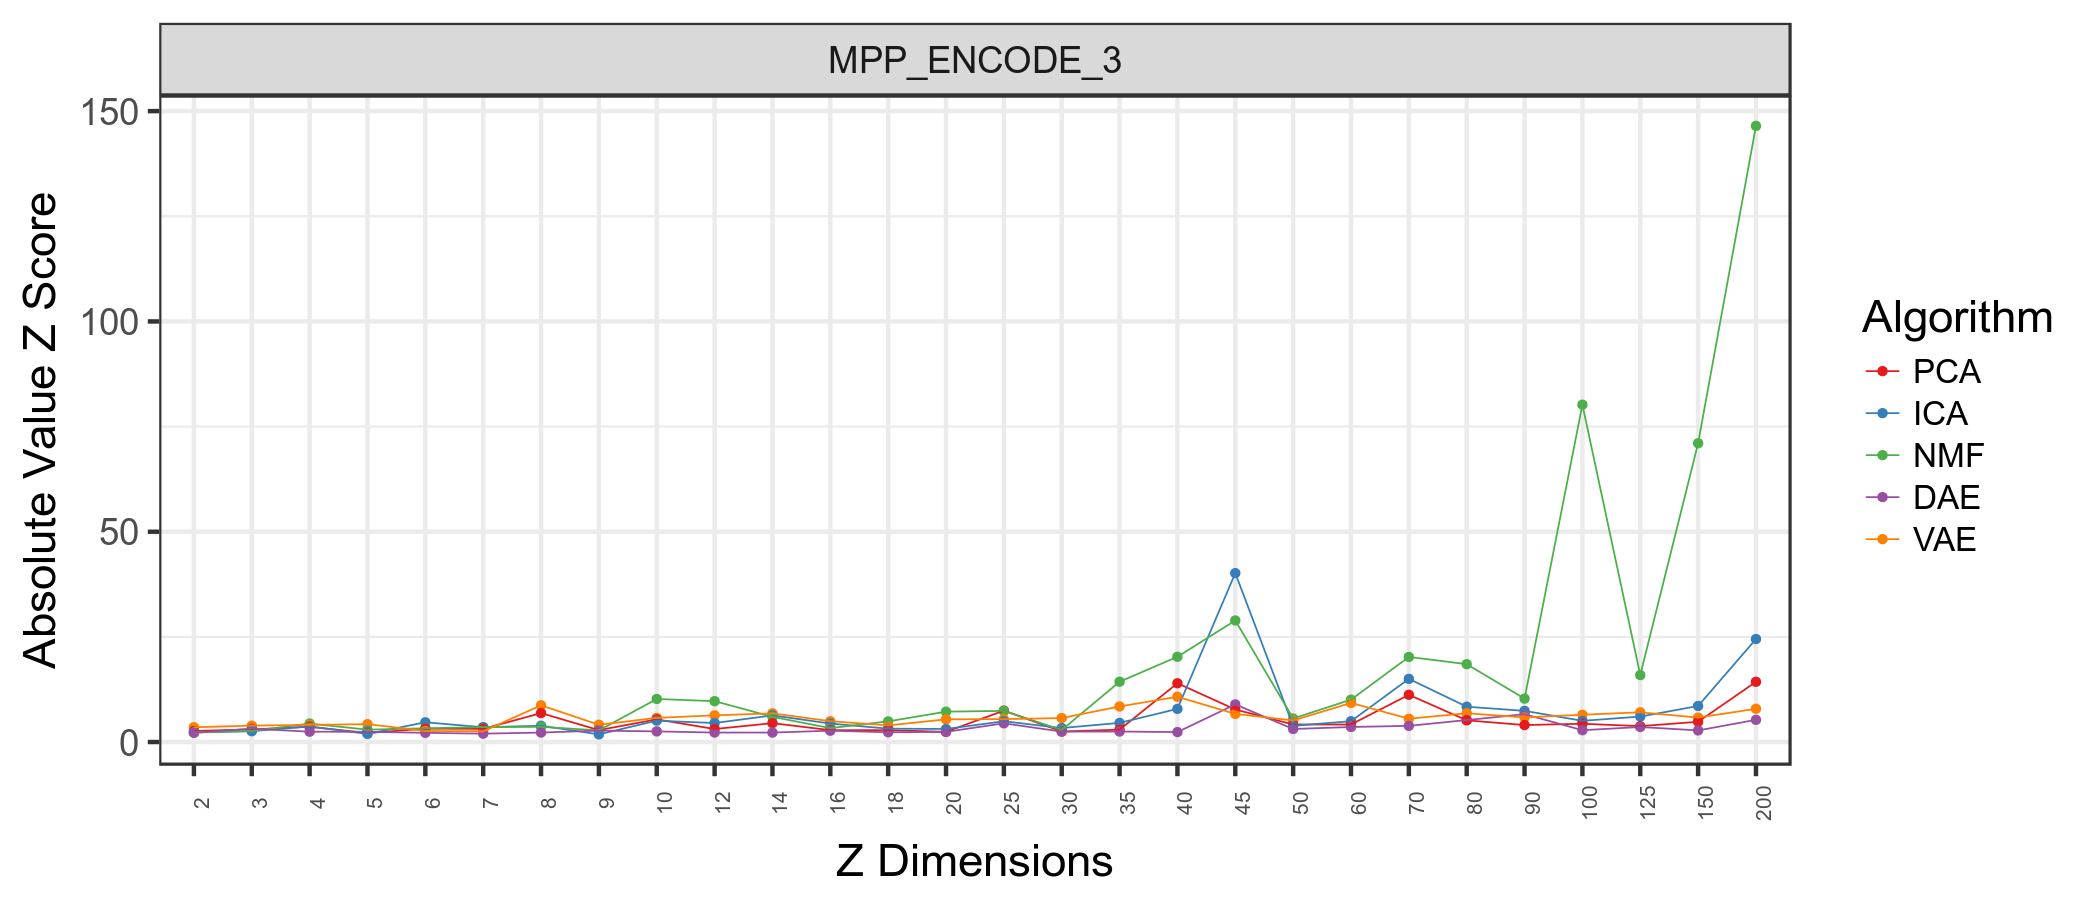 MPP_ENCODE_3
Absolute Value Z Score
150
100
50
0
2 3 4 5 6 7 8 9 10 12 14 16 18 20 25 30 35 40 45 50 60 70 80 90 100 125 150 200
Z Dimensions
Algorithm
PCA
ICA
NMF
DAE
VAE